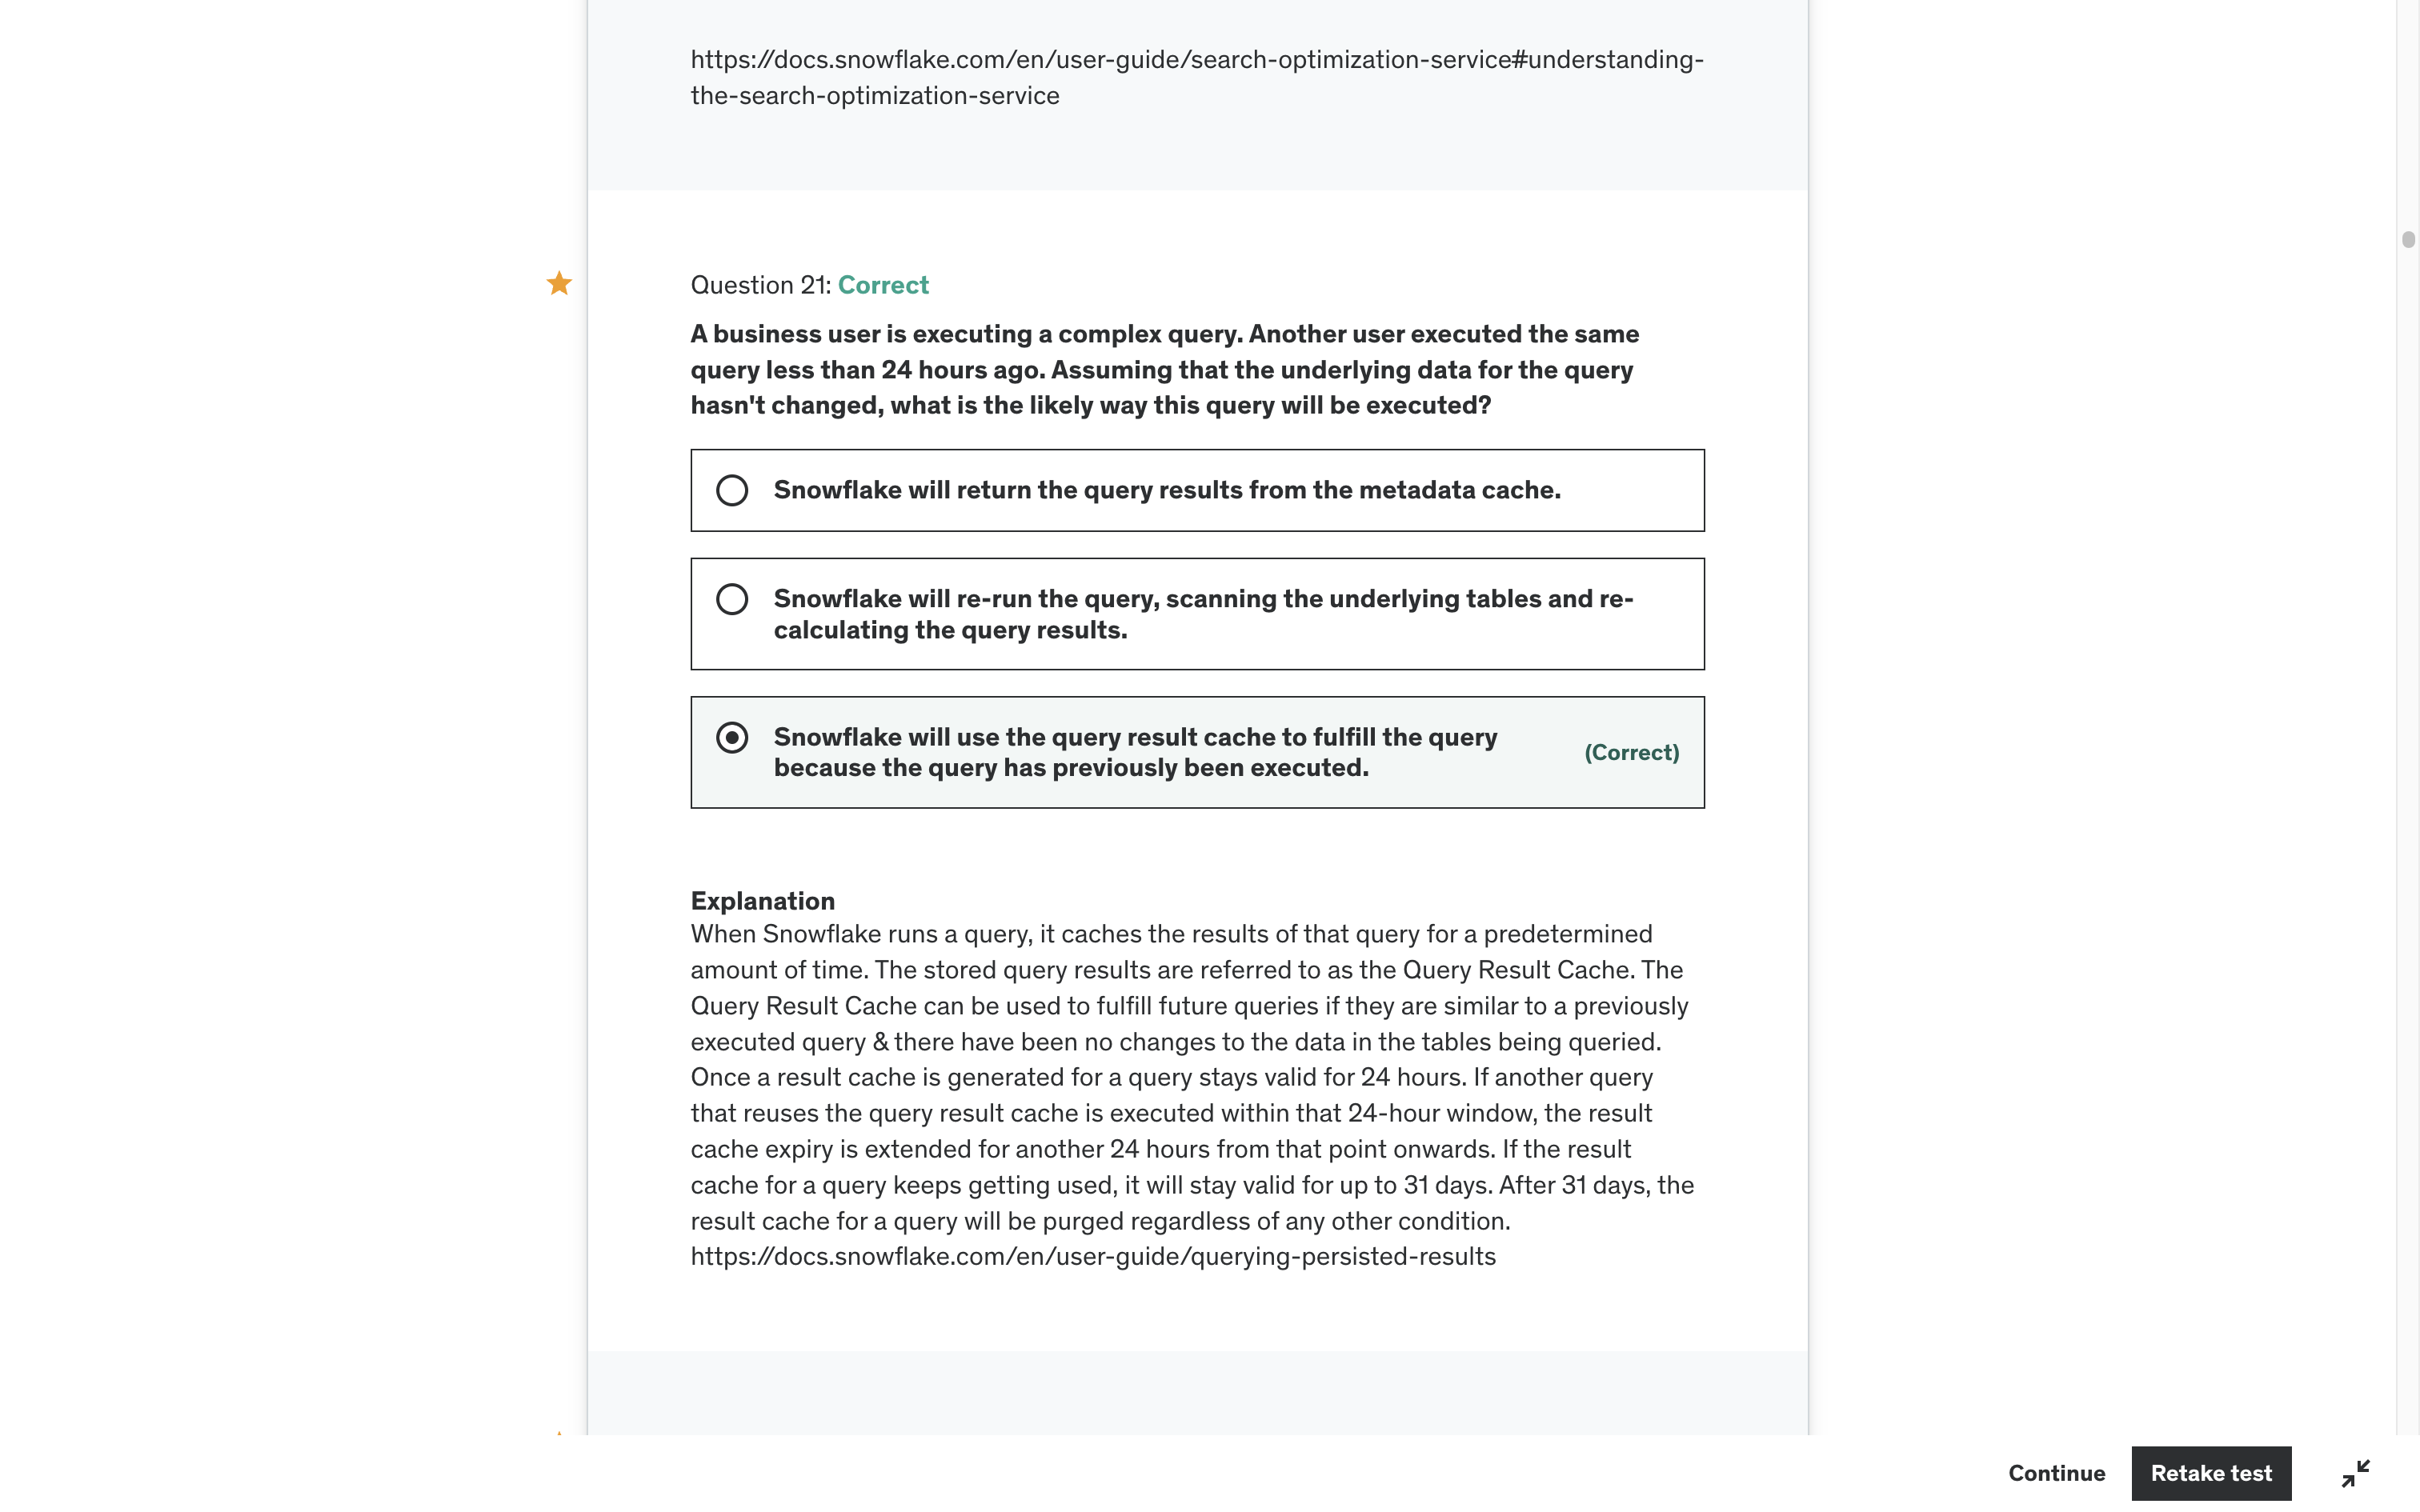 https://docs.snowflake.com/en/user-guide/search-optimization-service#understanding-
the-search-optimization-service
Question 21: Correct
A business user is executing a complex query. Another user executed the same
query less than 24 hours ago. Assuming that the underlying data for the query
hasn't changed, what is the likely way this query will be executed?
Snowflake will return the query results from the metadata cache.
Snowflake will re-run the query, scanning the underlying tables and re-
calculating the query results.
Snowflake will use the query result cache to fulfill the query
because the query has previously been executed.
(Correct)
Explanation
When Snowflake runs a query, it caches the results of that query for a predetermined
amount of time. The stored query results are referred to as the Query Result Cache. The
Query Result Cache can be used to fulfill future queries if they are similar to a previously
executed query & there have been no changes to the data in the tables being queried.
Once a result cache is generated for a query stays valid for 24 hours. If another query
that reuses the query result cache is executed within that 24-hour window, the result
cache expiry is extended for another 24 hours from that point onwards. If the result
cache for a query keeps getting used, it will stay valid for up to 31 days. After 31 days, the
result cache for a query will be purged regardless of any other condition.
https://docs.snowflake.com/en/user-guide/querying-persisted-results
Continue
Retake test